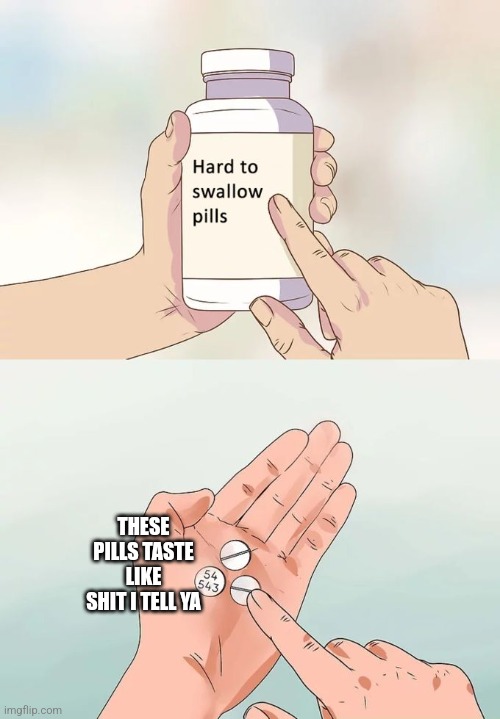 Hard to
swallow
pills
THESE
PILLS TASTE
LIKE
SHIT I TELL YA
54
543
imgflip.com